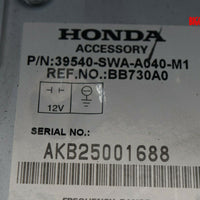 HONDA
ACCESSORY
P/N:39540-SWA-A040-M1
REF.NO.:BB730A0
12V
SERIAL NO.:
AKB25001688